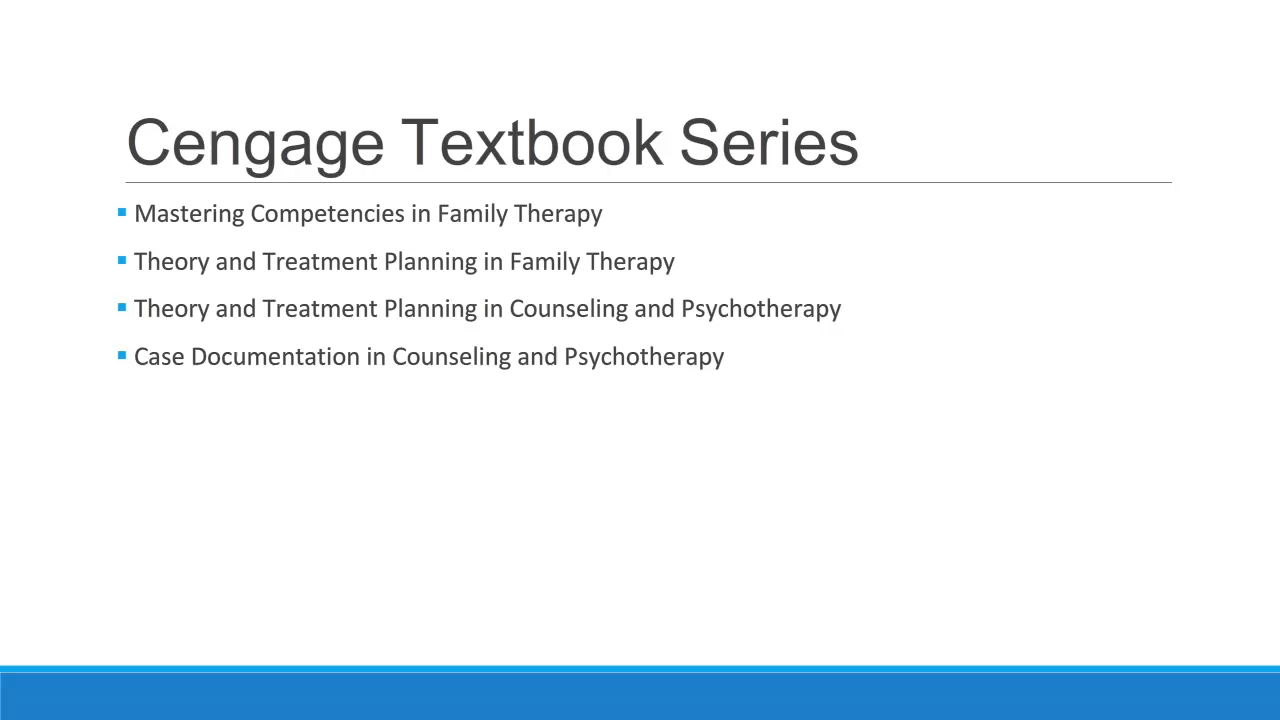 Cengage Textbook Series
Mastering Competencies in Family Therapy
Theory and Treatment Planning in Family Therapy
Theory and Treatment Planning in Counseling and Psychotherapy
Case Documentation in Counseling and Psychotherapy